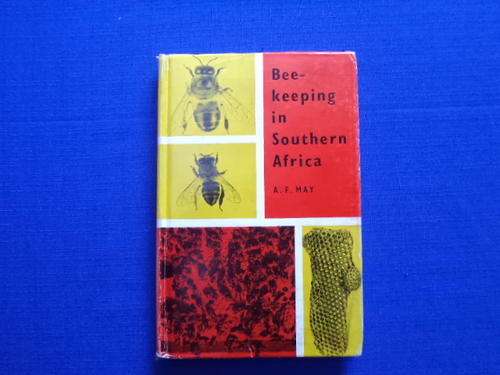 Bee-
keeping
in
Southern
Africa
A. F. MAY